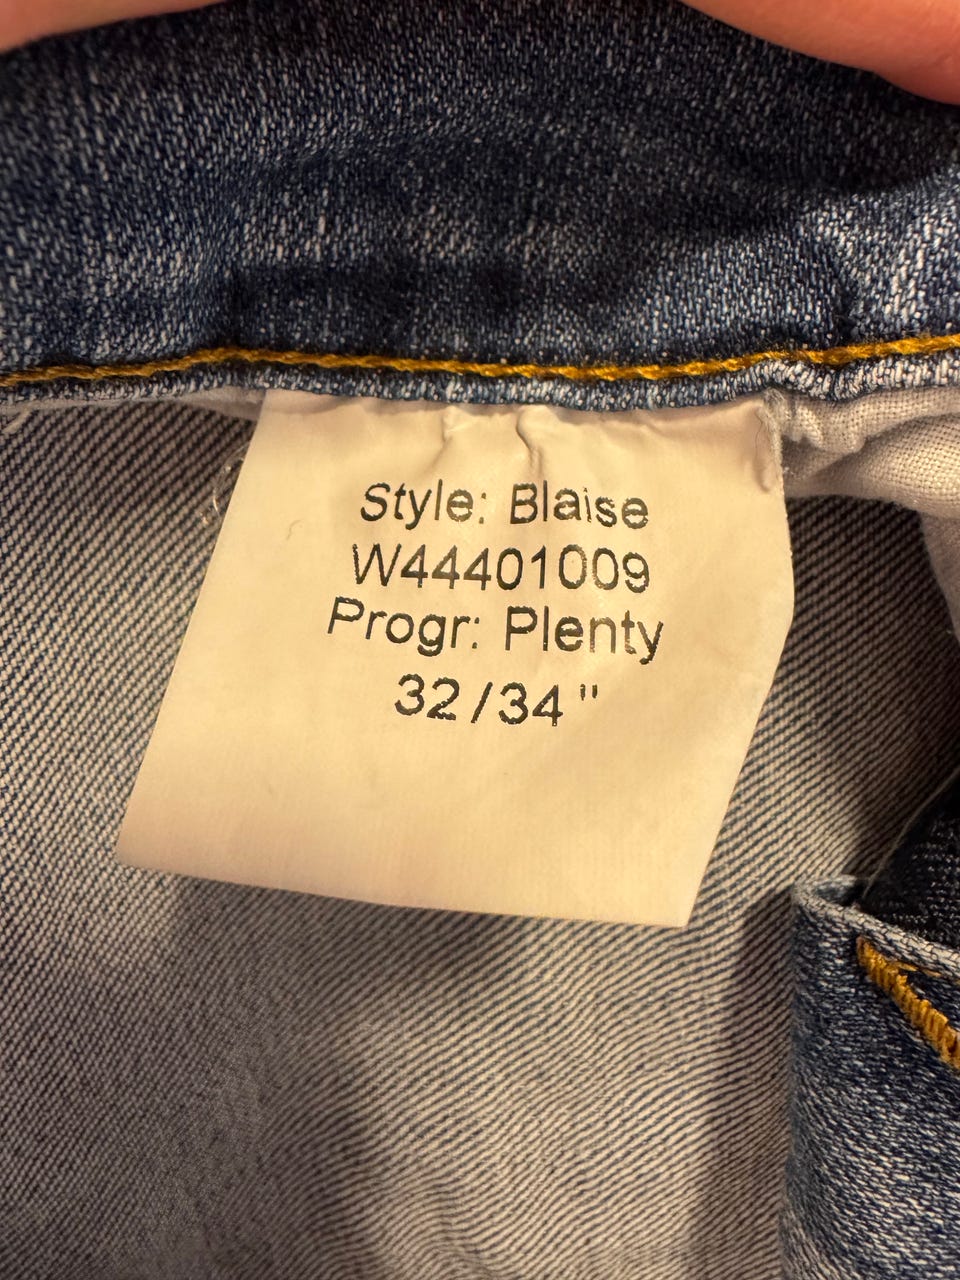 Style: Blaise
W44401009
Progr: Plenty
32/34"